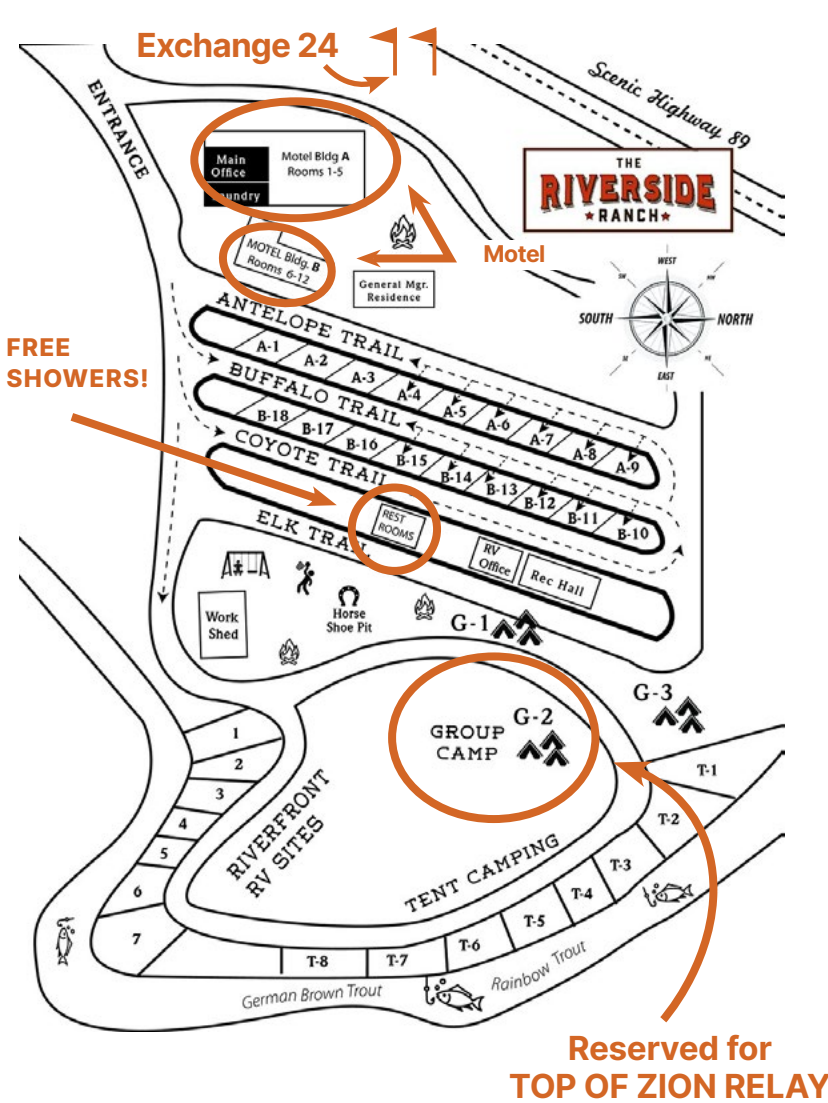 Exchange 24
Scenic Highway 89
ENTRANCE
Main
Office
Laundry
Motel Bldg A
Rooms 1-5
THE
RIVERSIDE
RANCH
MOTEL Bldg. B
Rooms 6-12
Motel
General Mgr.
Residence
WEST
SW
NW
SOUTH
NORTH
SE
NE
EAST
FREE
SHOWERS!
ANTELOPE TRAIL
A-1
A-2
A-3
A-4
A-5
A-6
A-7
A-8
A-9
BUFFALO TRAIL
B-18
B-17
B-16
B-15
B-14
B-13
B-12
B-11
B-10
COYOTE TRAIL
REST
ROOMS
RV
Office
Rec Hall
ELK TRAIL
Work
Shed
Horse
Shoe Pit
G-1
G-2
G-3
GROUP
CAMP
1
2
3
4
5
6
7
RIVERFRONT
RV SITES
TENT CAMPING
T-1
T-2
T-3
T-4
T-5
T-6
T-7
T-8
German Brown Trout
Rainbow Trout
Reserved for
TOP OF ZION RELAY